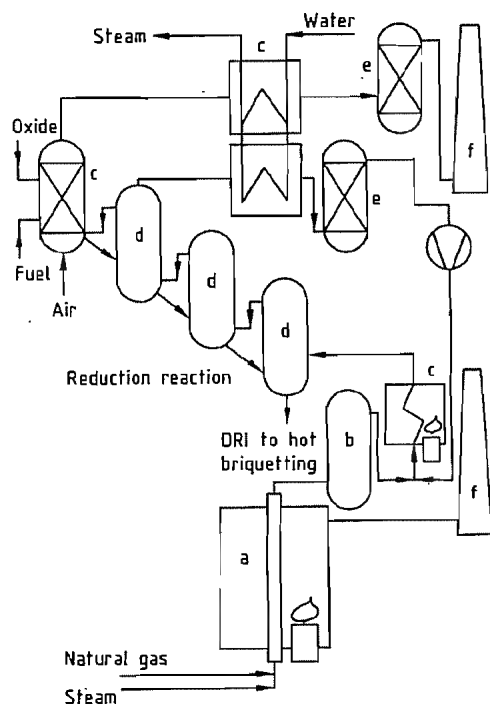 Water
Steam
c
e
Oxide
f
c
e
d
Fuel
d
Air
d
Reduction reaction
c
DRI to hot
briquetting
b
f
a
Natural gas
Steam